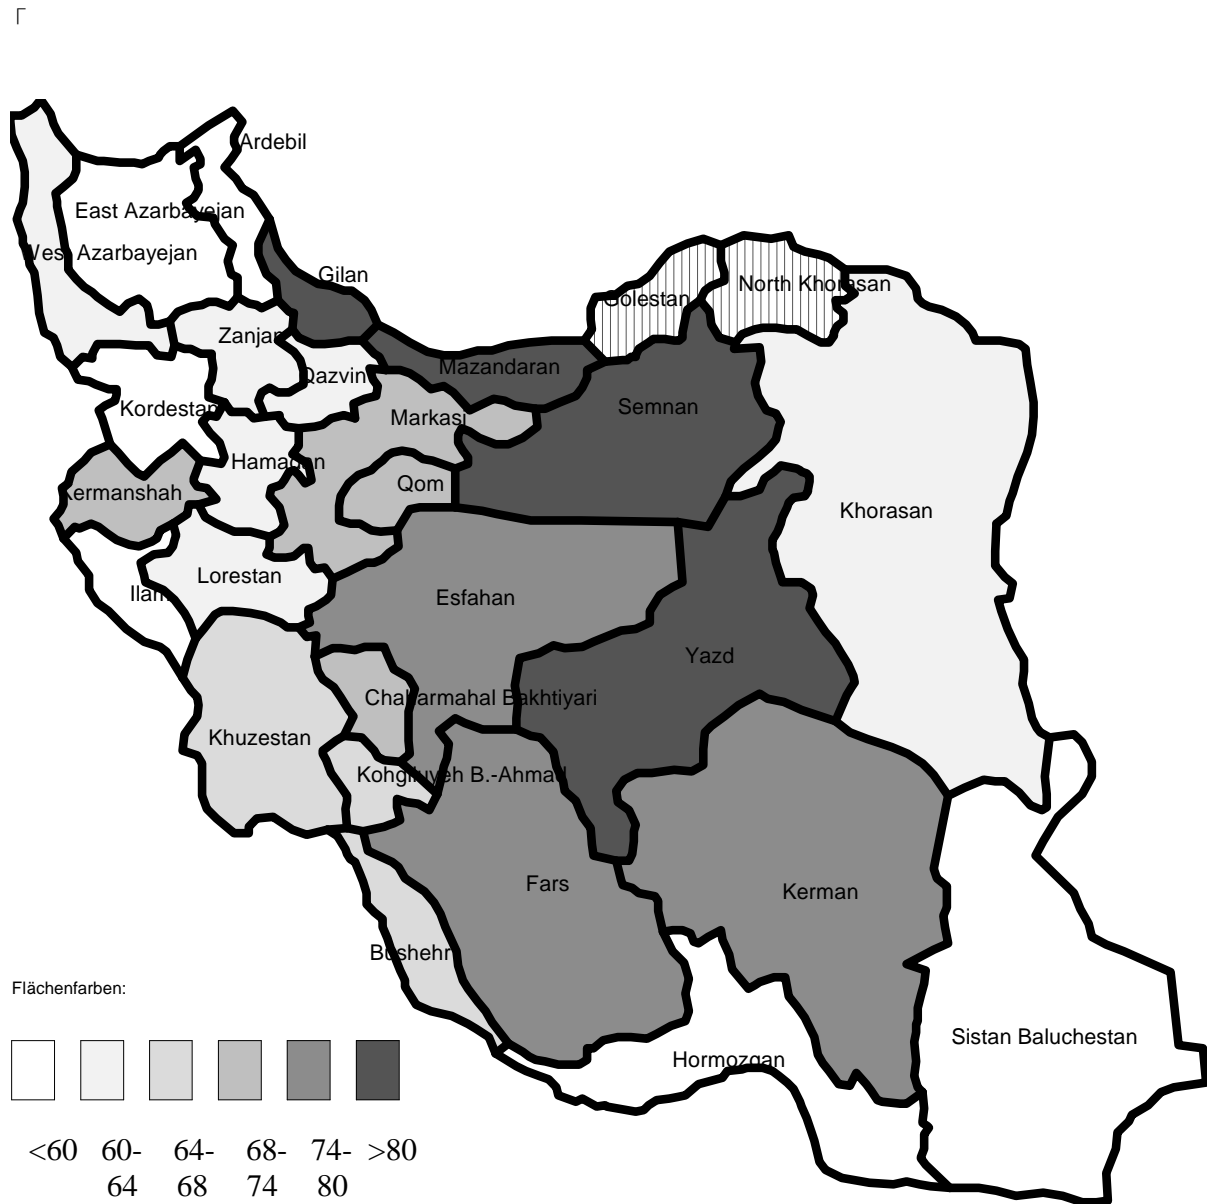 Ardebil
East Azarbayejan
West Azarbayejan
Gilan
Golestan
North Khorasan
Zanjan
Qazvin
Mazandaran
Kordestan
Markasi
Semnan
Hamadan
Kermanshah
Qom
Khorasan
Lorestan
Ilam
Esfahan
Yazd
Chaharmahal Bakhtiyari
Khuzestan
Kohgiluyeh B.-Ahmad
Fars
Kerman
Bushehr
Flächenfarben:
Sistan Baluchestan
Hormozgan
<60 60- 64- 68- 74- >80
64 68 74 80